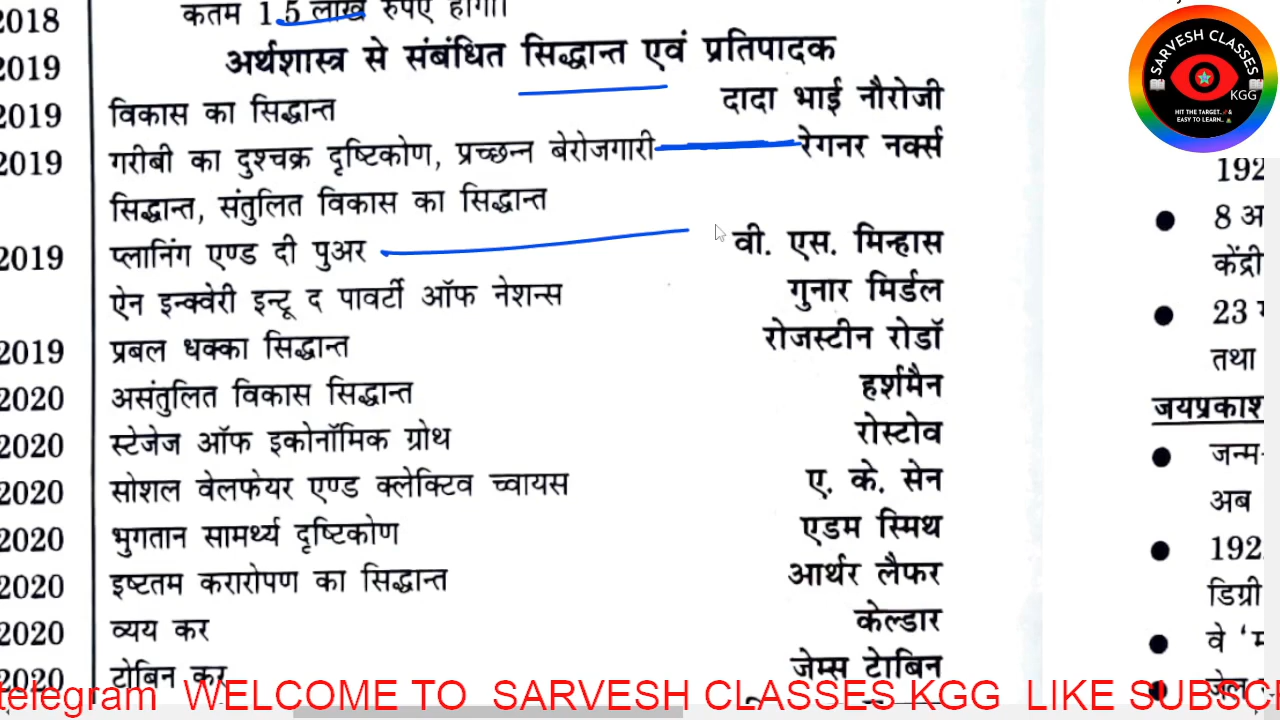 2018 कतम 1.5 लाख रुपए होगी।
2019 अर्थशास्त्र से संबंधित सिद्धान्त एवं प्रतिपादक
2019 विकास का सिद्धान्त दादा भाई नौरोजी
2019 गरीबी का दुश्चक्र दृष्टिकोण, प्रच्छन्न बेरोजगारी रेगनर नर्क्स
सिद्धान्त, संतुलित विकास का सिद्धान्त
2019 प्लानिंग एण्ड दी पुअर वी. एस. मिन्हास
ऐन इन्क्वेरी इन्टू द पावर्टी ऑफ नेशन्स गुनार मिर्डल
2019 प्रबल धक्का सिद्धान्त रोजस्टीन रोडॉ
2020 असंतुलित विकास सिद्धान्त हर्शमैन
2020 स्टेजेज ऑफ इकोनॉमिक ग्रोथ रोस्टोव
2020 सोशल वेलफेयर एण्ड क्लेक्टिव च्वायस ए. के. सेन
2020 भुगतान सामर्थ्य दृष्टिकोण एडम स्मिथ
2020 इष्टतम करारोपण का सिद्धान्त आर्थर लैफर
2020 व्यय कर केल्डार
2020 टोबिन कर जेम्स टेाबिन
SARVESH CLASSES
KGG
HIT THE TARGET..&
EASY TO LEARN..
192
● 8 अ
केंद्री
● 23
तथा
जयप्रकाश
● जन्म-
अब
● 192
डिग्री
● वे 'म
● जेल
telegram WELCOME TO SARVESH CLASSES KGG LIKE SUBSC